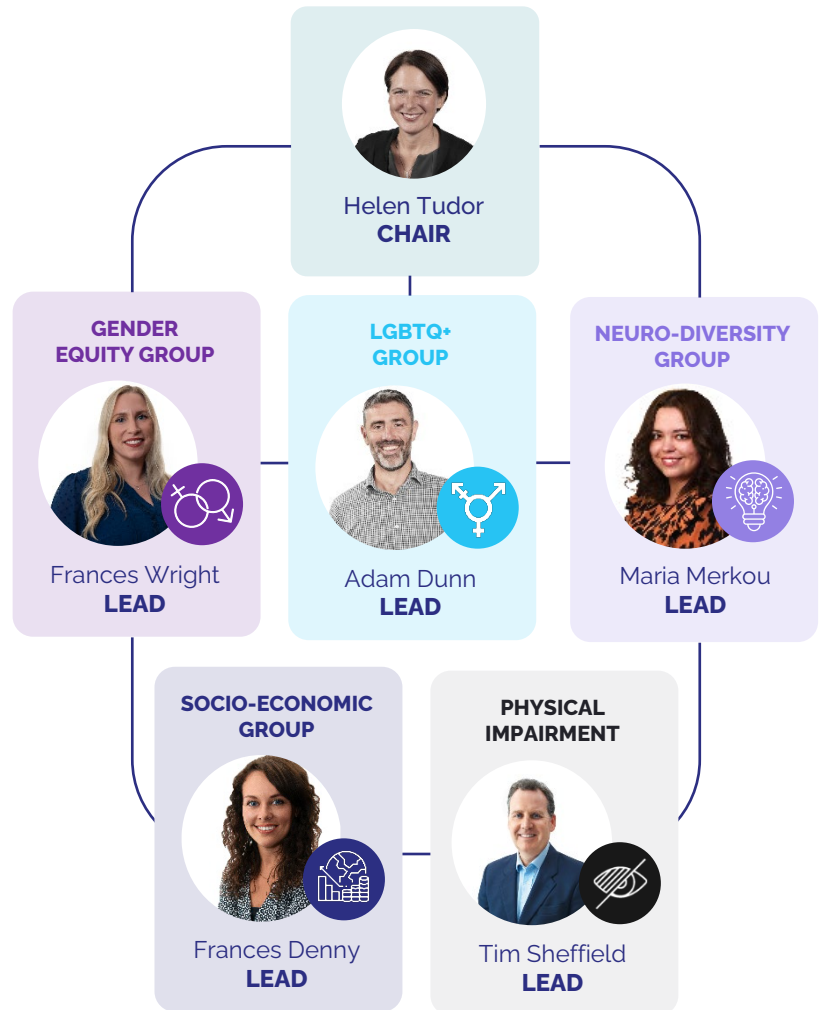 Helen Tudor
CHAIR
GENDER
EQUITY GROUP
Frances Wright
LEAD
LGBTQ+
GROUP
Adam Dunn
LEAD
NEURO-DIVERSITY
GROUP
Maria Merkou
LEAD
SOCIO-ECONOMIC
GROUP
Frances Denny
LEAD
PHYSICAL
IMPAIRMENT
Tim Sheffield
LEAD